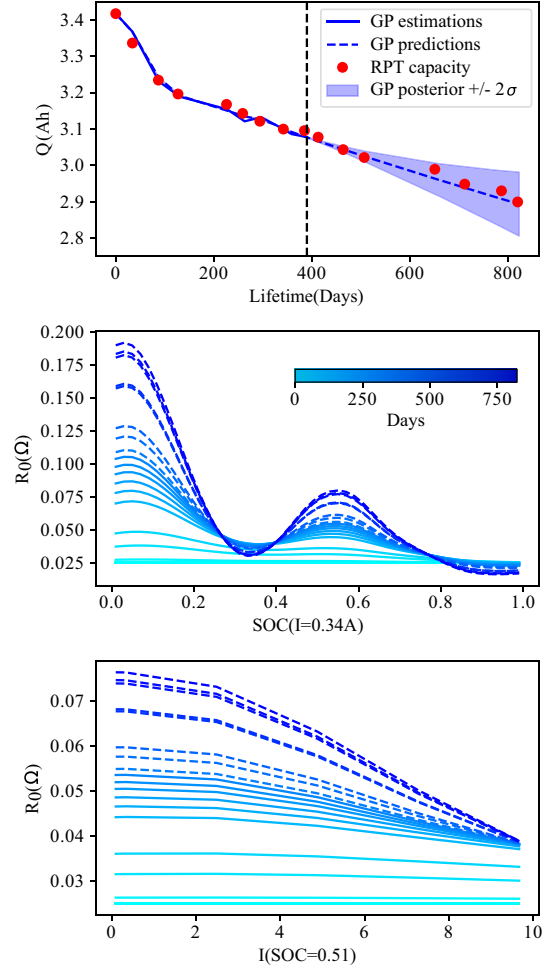 3.4
3.3
3.2
3.1
3.0
2.9
2.8
Q(Ah)
GP estimations
GP predictions
RPT capacity
GP posterior +/- 2σ
0 200 400 600 800
Lifetime(Days)
0.200
0.175
0.150
0.125
0.100
0.075
0.050
0.025
R0(Ω)
0 250 500 750
Days
0.0 0.2 0.4 0.6 0.8 1.0
SOC(I=0.34A)
0.07
0.06
0.05
0.04
0.03
R0(Ω)
0 2 4 6 8 10
I(SOC=0.51)